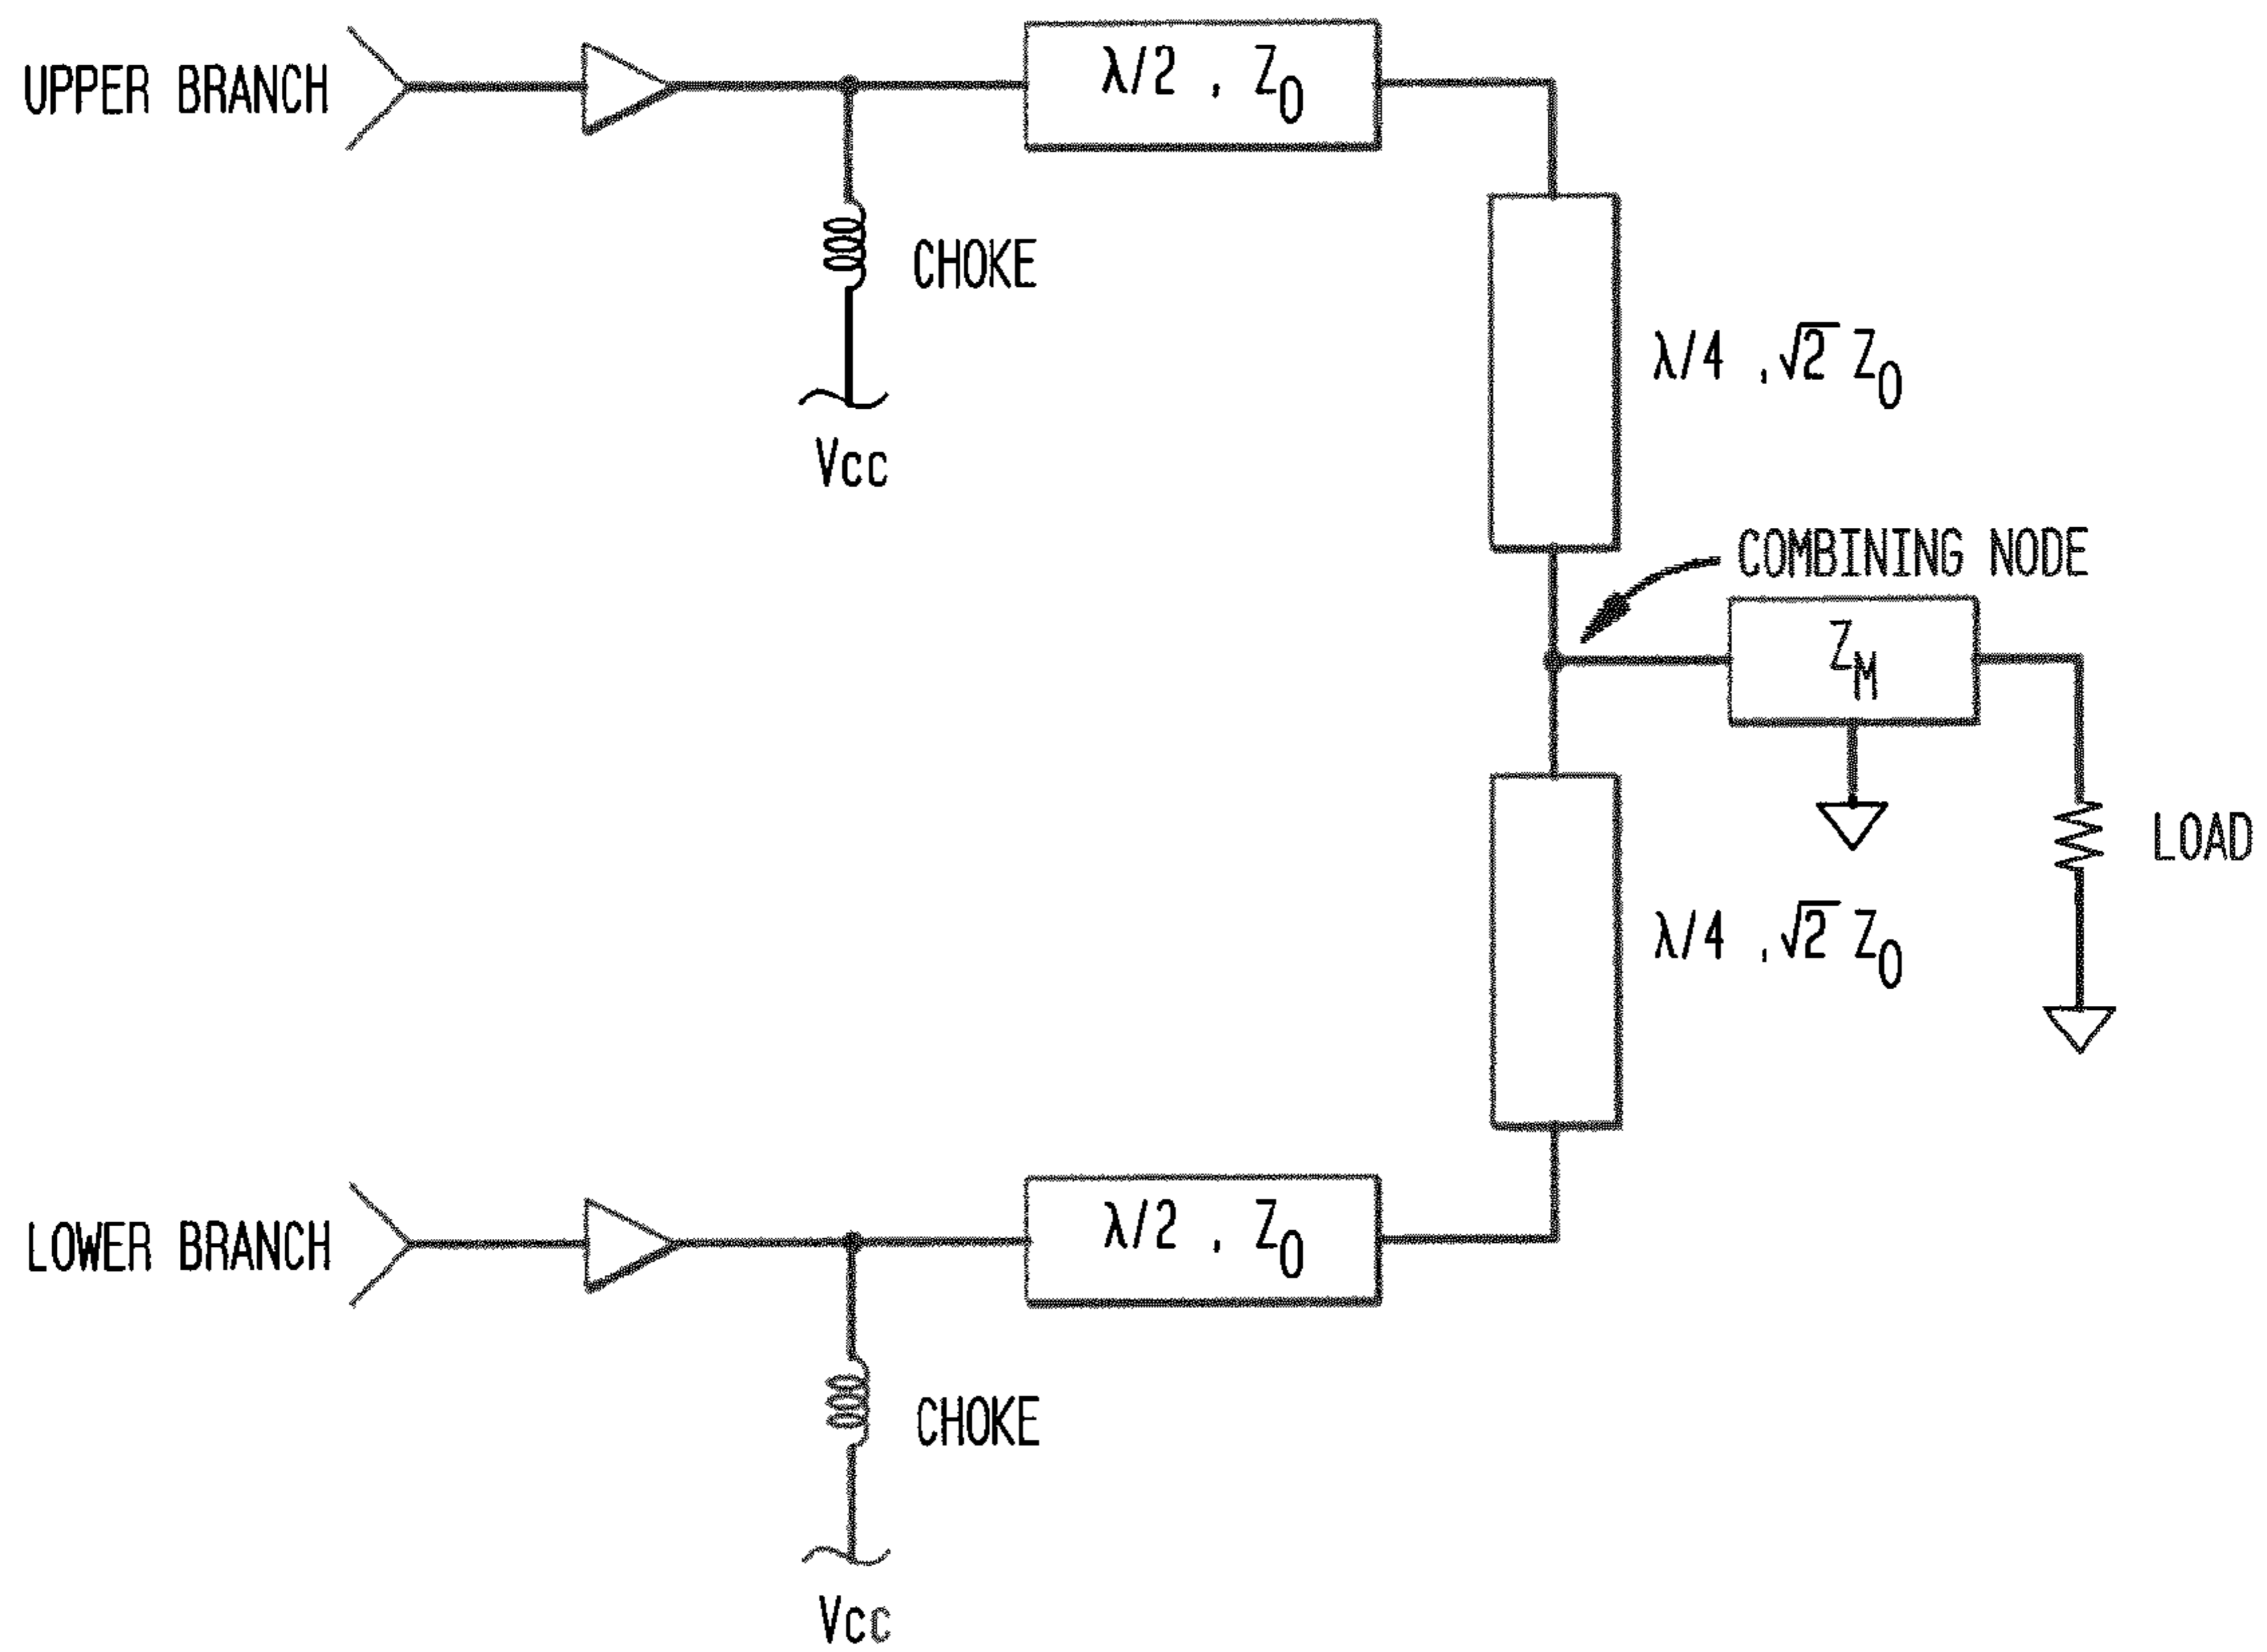 UPPER BRANCH
λ/2 , Z0
CHOKE
Vcc
λ/4 , √2 Z0
COMBINING NODE
ZM
LOAD
λ/4 , √2 Z0
LOWER BRANCH
λ/2 , Z0
CHOKE
Vcc